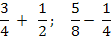 3/4 + 1/2; 5/8 − 1/4